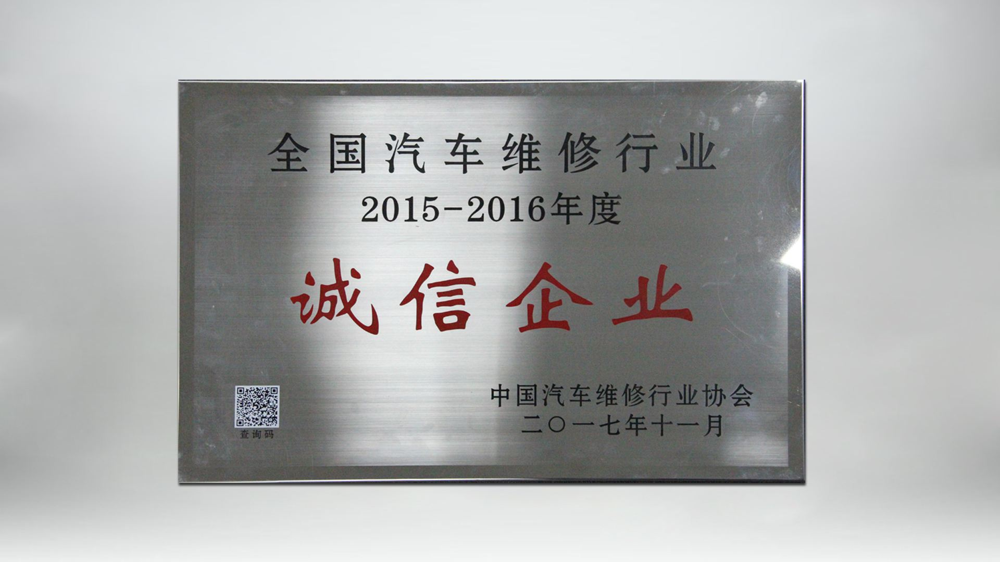 全国汽车维修行业
2015-2016年度
诚信企业
中国汽车维修行业协会
二〇一七年十一月
查询码